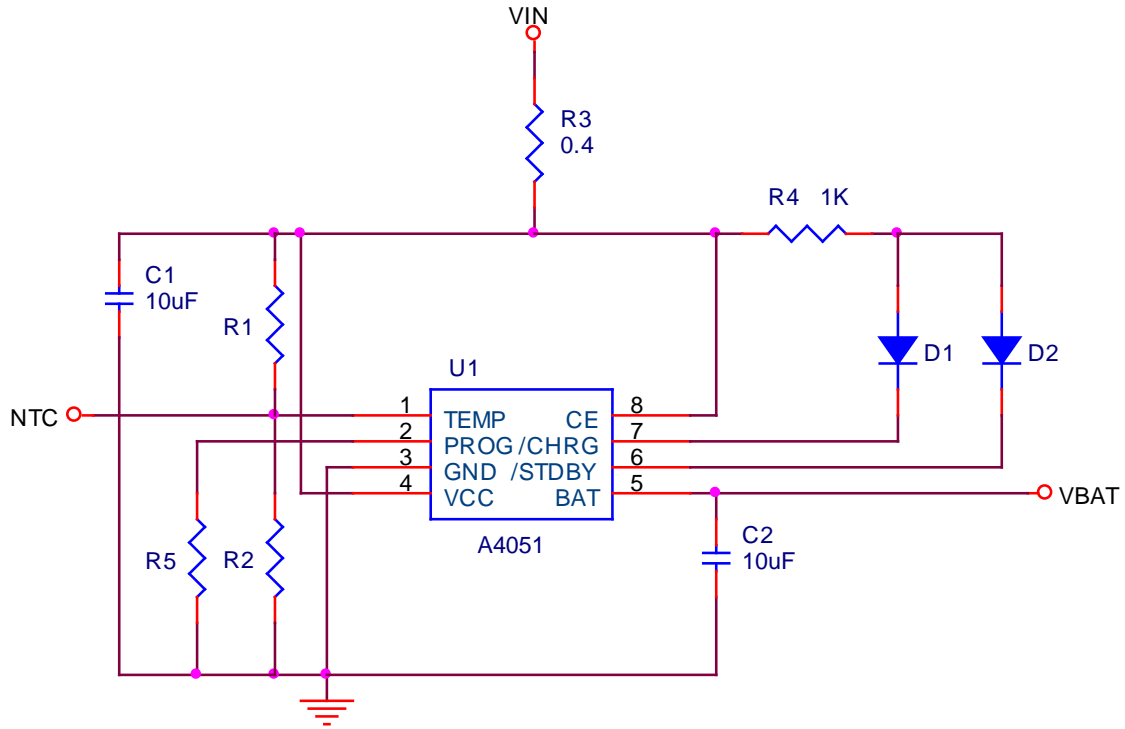 VIN
R3
0.4
R4 1K
C1
10uF
R1
D1
D2
U1
NTC
1
TEMP
CE
8
2
PROG
/CHRG
7
3
GND
/STDBY
6
4
VCC
BAT
5
VBAT
A4051
C2
10uF
R5
R2